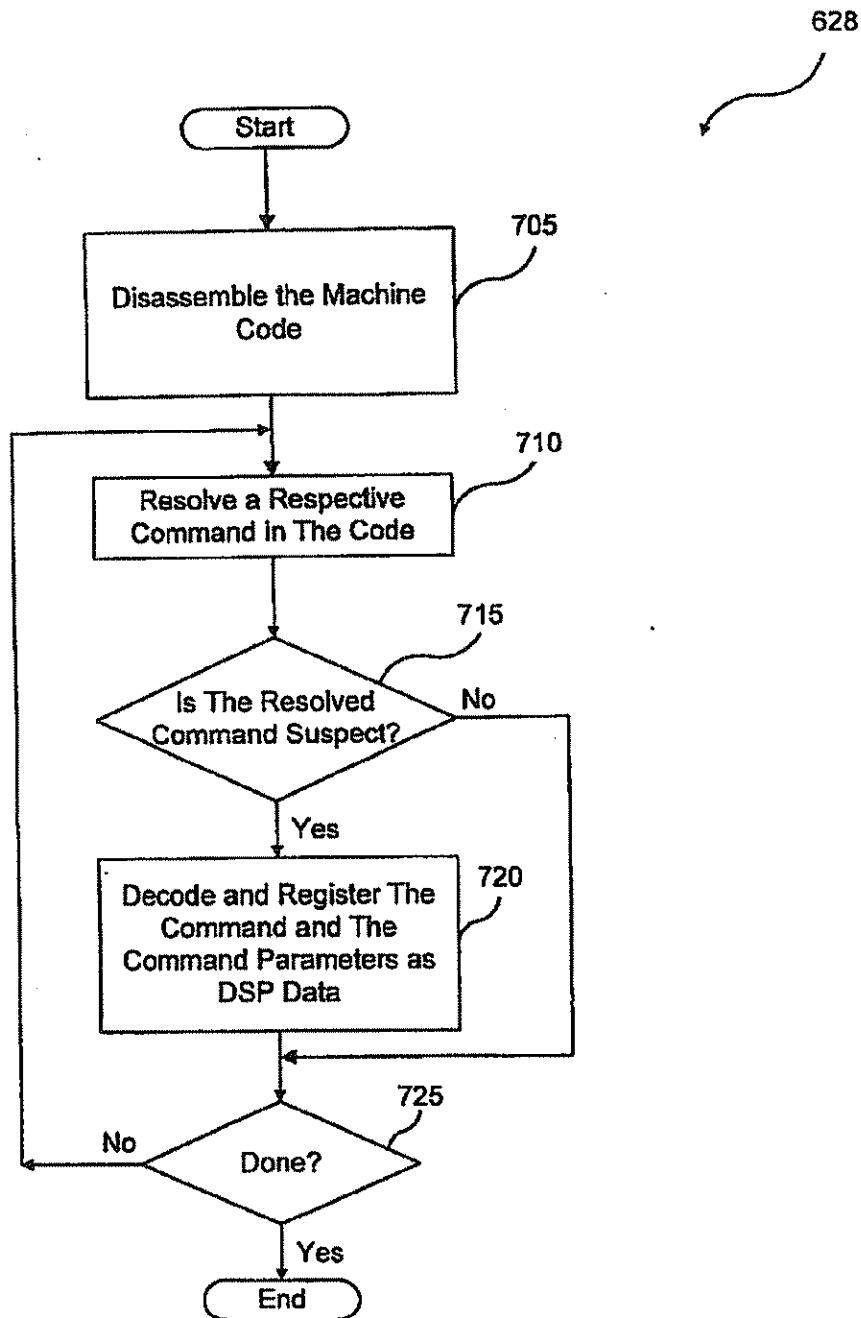 628
Start
705
Disassemble the Machine
Code
710
Resolve a Respective
Command in The Code
715
Is The Resolved
Command Suspect?
No
Yes
720
Decode and Register The
Command and The
Command Parameters as
DSP Data
725
No
Done?
Yes
End